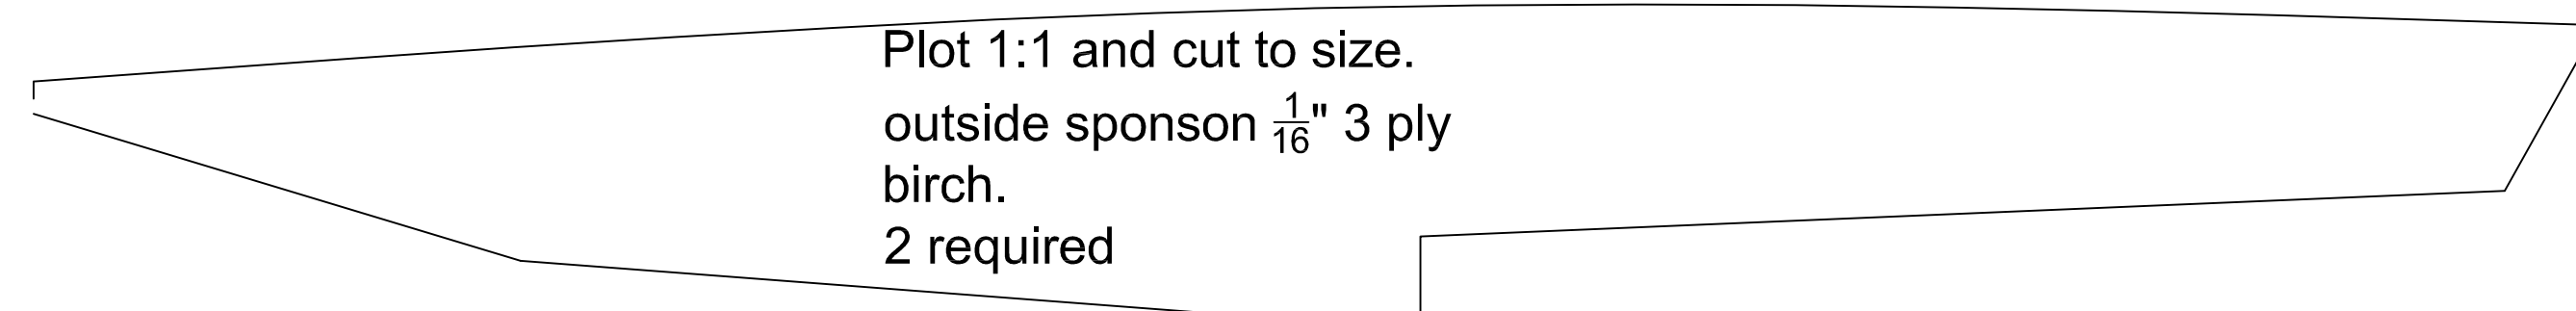 Plot 1:1 and cut to size.
outside sponson 1/16" 3 ply
birch.
2 required